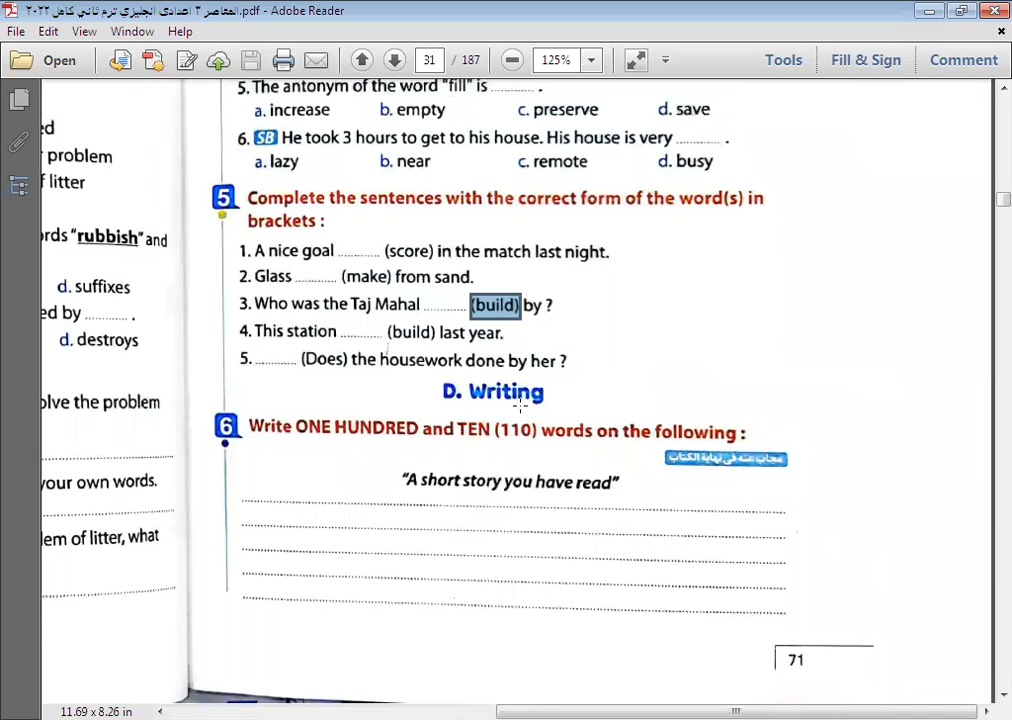 المعاصر ٣ اعدادى انجليزي ترم ثاني كامل ٢٠٢٢.pdf - Adobe Reader
File Edit View Window Help
Open 31 / 187 125% Tools Fill & Sign Comment
5. The antonym of the word "fill" is .......... .
a. increase b. empty c. preserve d. save
6. SB He took 3 hours to get to his house. His house is very .......... .
a. lazy b. near c. remote d. busy
5 Complete the sentences with the correct form of the word(s) in
brackets :
1. A nice goal .......... (score) in the match last night.
2. Glass .......... (make) from sand.
3. Who was the Taj Mahal .......... (build) by ?
4. This station .......... (build) last year.
5. .......... (Does) the housework done by her ?
D. Writing
6 Write ONE HUNDRED and TEN (110) words on the following :
مجاب عنه فى نهاية الكتاب
"A short story you have read"
71
ed
problem
f litter
rds "rubbish" and
d. suffixes
ed by .......... .
d. destroys
olve the problem
your own words.
lem of litter, what
11.69 x 8.26 in